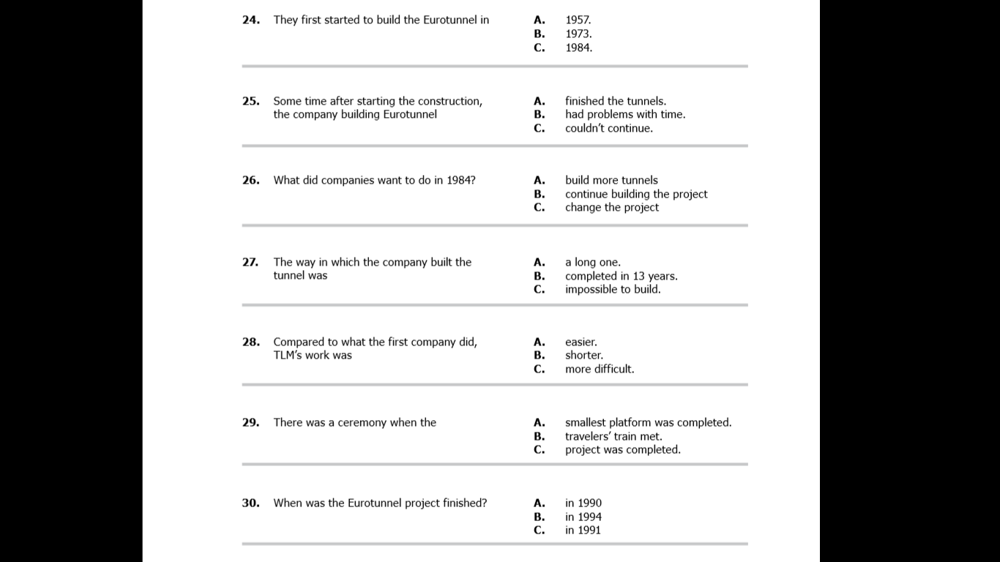 24. They first started to build the Eurotunnel in A. 1957.
B. 1973.
C. 1984.
25. Some time after starting the construction, A. finished the tunnels.
the company building Eurotunnel B. had problems with time.
C. couldn't continue.
26. What did companies want to do in 1984? A. build more tunnels
B. continue building the project
C. change the project
27. The way in which the company built the A. a long one.
tunnel was B. completed in 13 years.
C. impossible to build.
28. Compared to what the first company did, A. easier.
TLM's work was B. shorter.
C. more difficult.
29. There was a ceremony when the A. smallest platform was completed.
B. travelers' train met.
C. project was completed.
30. When was the Eurotunnel project finished? A. in 1990
B. in 1994
C. in 1991